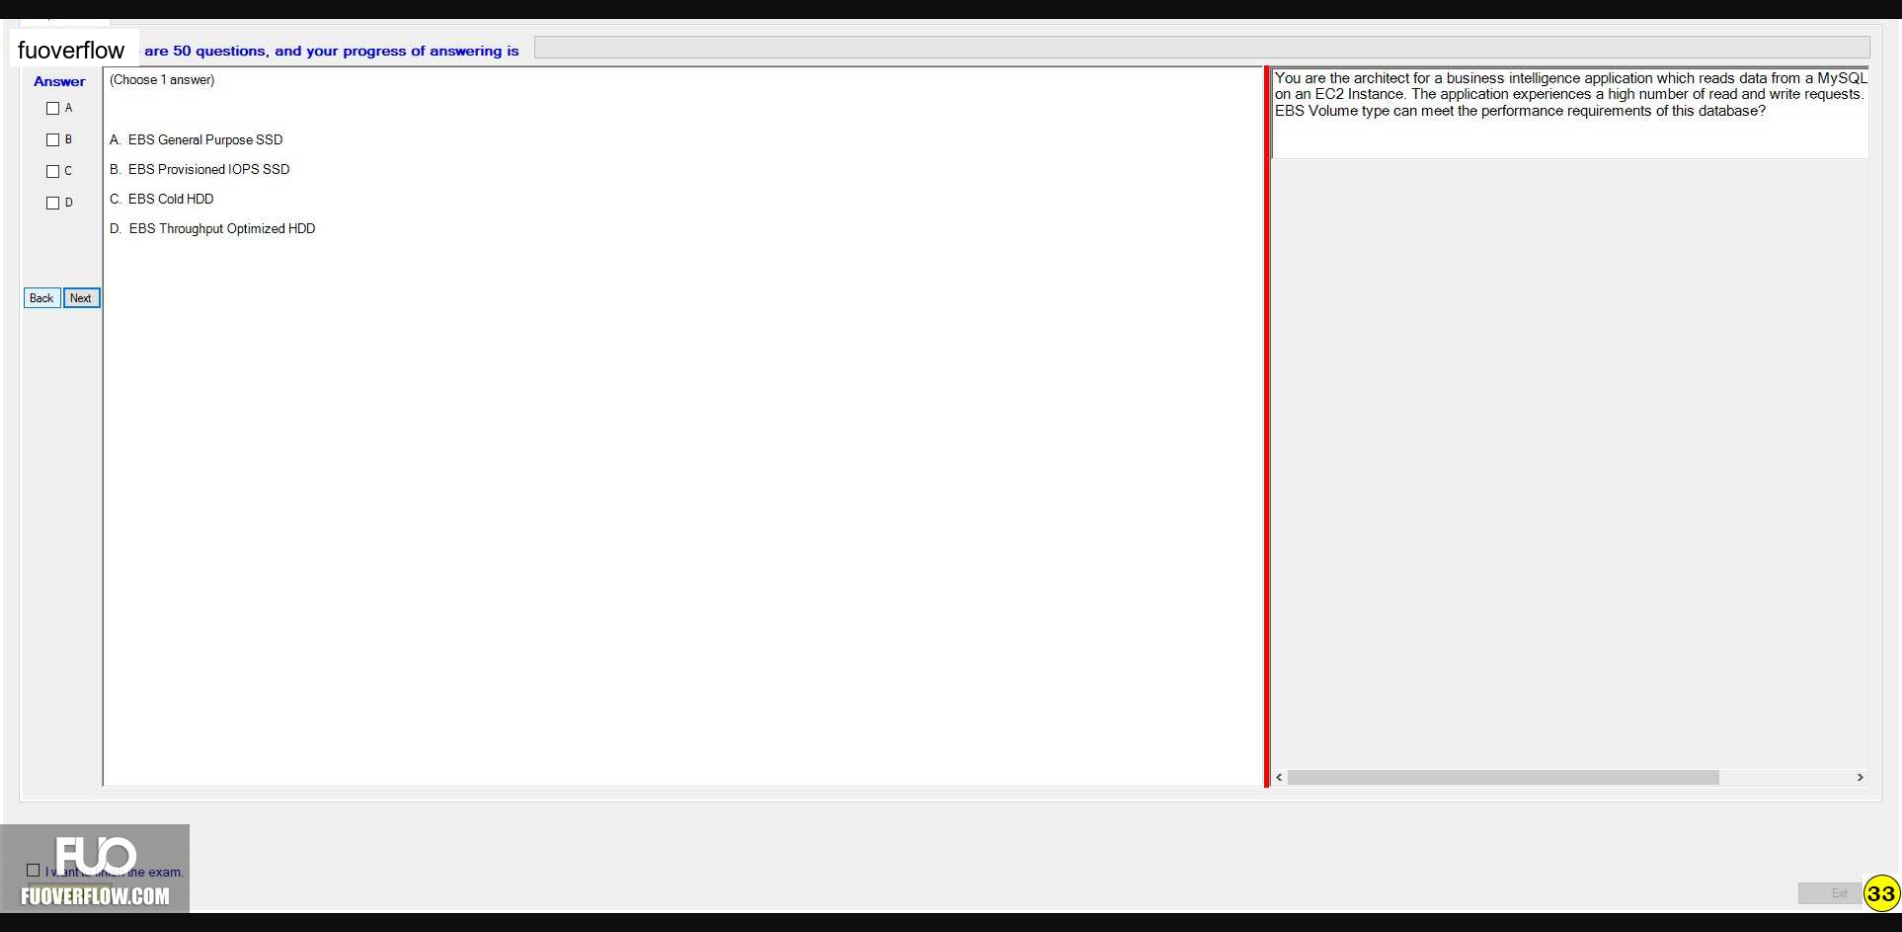 fuoverflow are 50 questions, and your progress of answering is
Answer
A
B
C
D
Back Next
(Choose 1 answer)
A. EBS General Purpose SSD
B. EBS Provisioned IOPS SSD
C. EBS Cold HDD
D. EBS Throughput Optimized HDD
You are the architect for a business intelligence application which reads data from a MySQL
on an EC2 Instance. The application experiences a high number of read and write requests.
EBS Volume type can meet the performance requirements of this database?
FUO
the exam.
FUOVERFLOW.COM
Exit
33